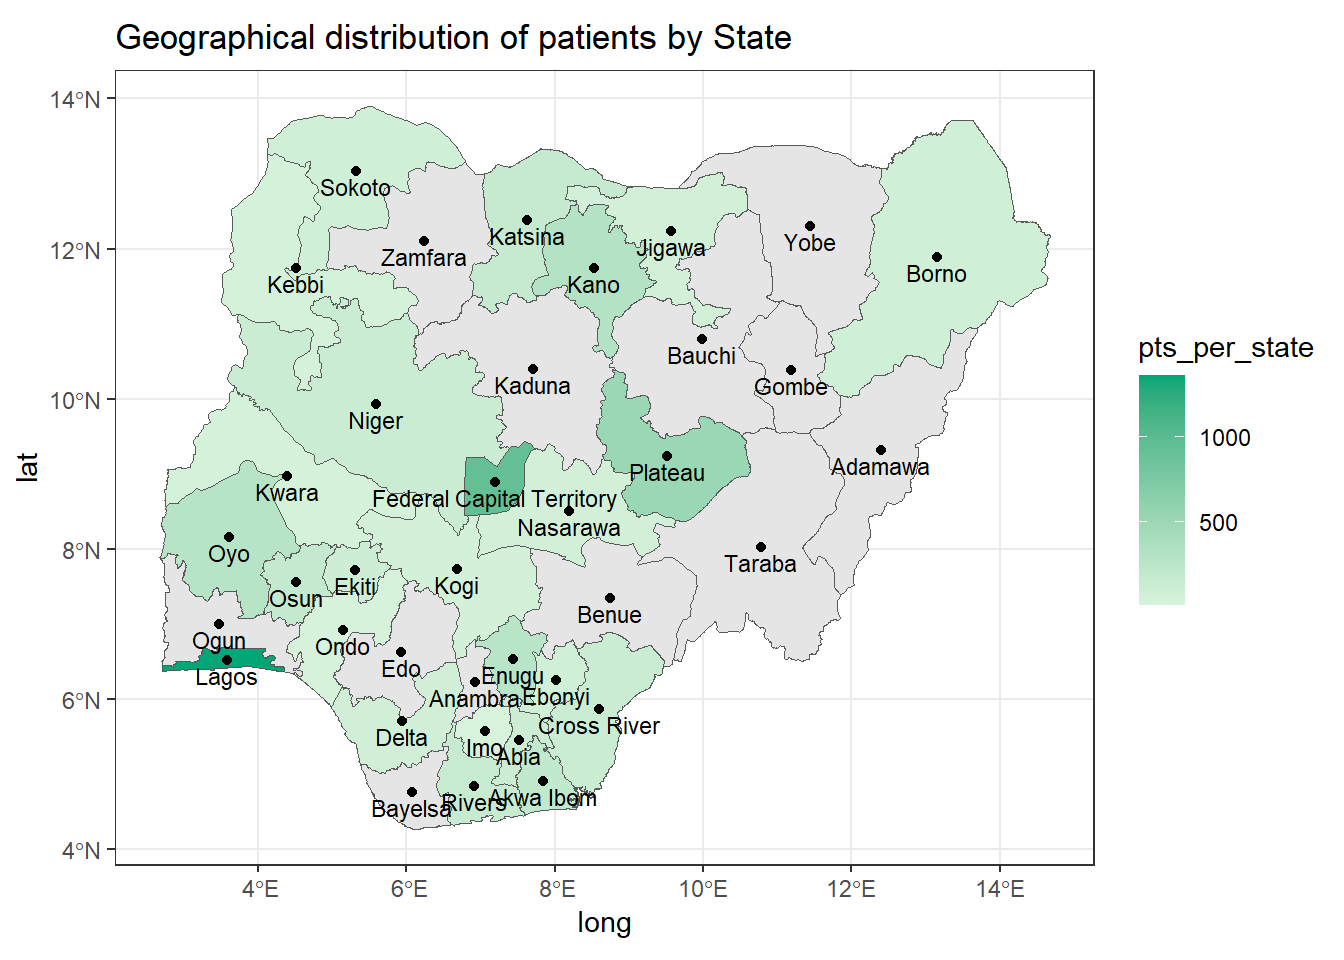 Geographical distribution of patients by State
14°N
12°N
10°N
8°N
6°N
4°N
lat
Sokoto
Zamfara
Katsina
Jigawa
Yobe
Kebbi
Kano
Borno
Bauchi
Kaduna
Gombe
Niger
Plateau
Adamawa
Kwara
Federal Capital Territory
Nasarawa
Oyo
Taraba
Osun
Ekiti
Kogi
Benue
Ogun
Ondo
Lagos
Edo
Enugu
Anambra
Ebonyi
Cross River
Delta
Imo
Abia
Bayelsa
Rivers
Akwa Ibom
4°E
6°E
8°E
10°E
12°E
14°E
long
pts_per_state
1000
500